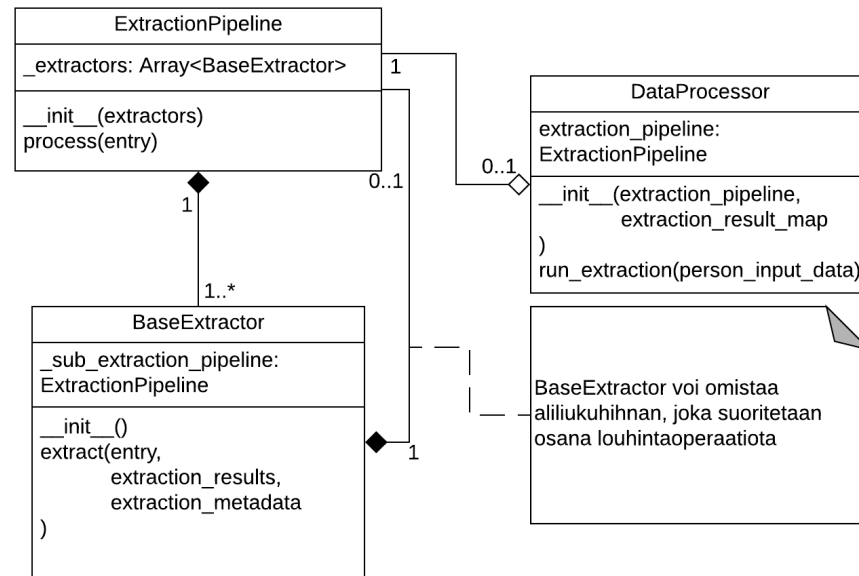 ExtractionPipeline
_extractors: Array<BaseExtractor>
__init__(extractors)
process(entry)
1
0..1
1
0..1
1
1..*
1
DataProcessor
extraction_pipeline:
ExtractionPipeline
__init__(extraction_pipeline,
extraction_result_map
)
run_extraction(person_input_data)
BaseExtractor
_sub_extraction_pipeline:
ExtractionPipeline
__init__()
extract(entry,
extraction_results,
extraction_metadata
)
BaseExtractor voi omistaa
aliliukuhihnan, joka suoritetaan
osana louhintaoperaatiota